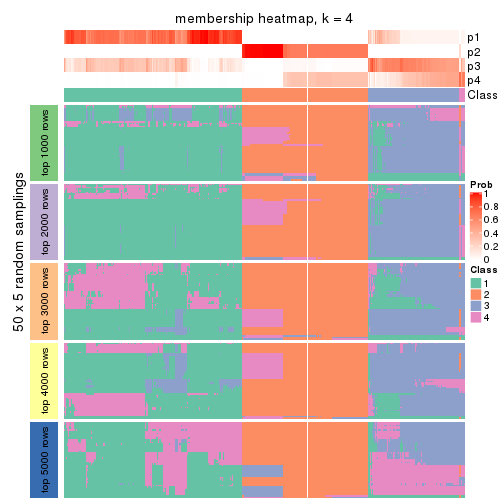 membership heatmap, k = 4
p1
p2
p3
p4
Class
50 x 5 random samplings
top 1000 rows
top 2000 rows
top 3000 rows
top 4000 rows
top 5000 rows
Prob
1
0.8
0.6
0.4
0.2
0
Class
1
2
3
4